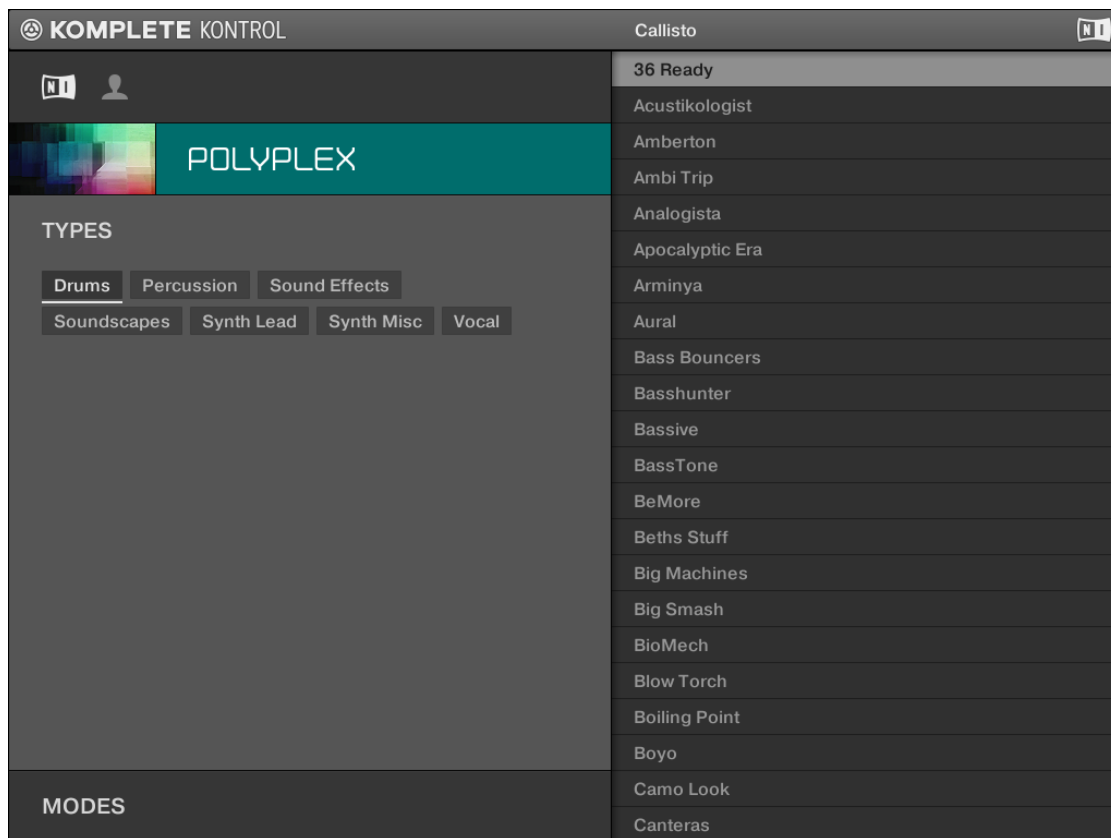 KOMPLETE KONTROL
NI
POLYPLEX
TYPES
Drums Percussion Sound Effects
Soundscapes Synth Lead Synth Misc Vocal
MODES
Callisto NI
36 Ready
Acustikologist
Amberton
Ambi Trip
Analogista
Apocalyptic Era
Arminya
Aural
Bass Bouncers
Basshunter
Bassive
BassTone
BeMore
Beths Stuff
Big Machines
Big Smash
BioMech
Blow Torch
Boiling Point
Boyo
Camo Look
Canteras